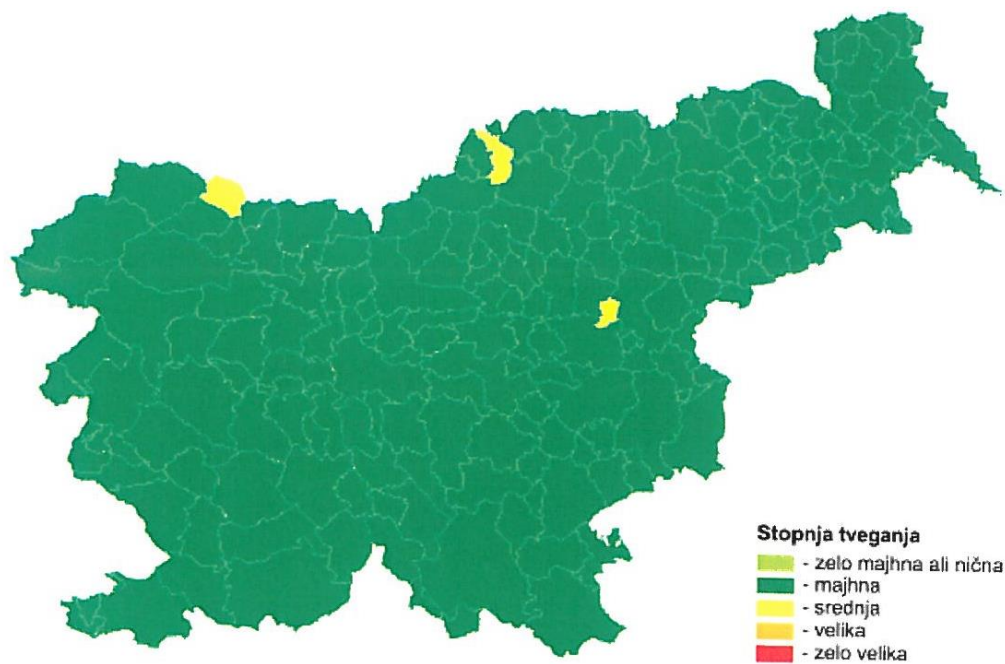 Stopnja tveganja
- zelo majhna ali nična
- majhna
- srednja
- velika
- zelo velika